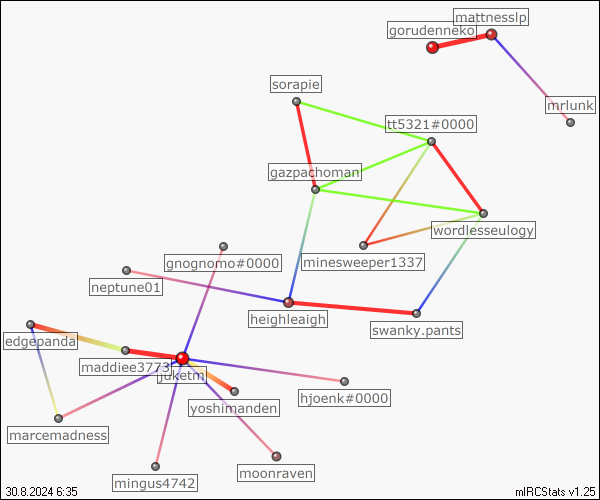 mattnesslp
gorudenneko
sorapie
mrlunk
tt5321#0000
gazpachoman
wordlesseulogy
gnognomo#0000
minesweeper1337
neptune01
heighleaigh
swanky.pants
edgepanda
maddiee3773
juketm
yoshimanden
hjoenk#0000
marcemadness
moonraven
mingus4742
30.8.2024 6:35
mIRCStats v1.25